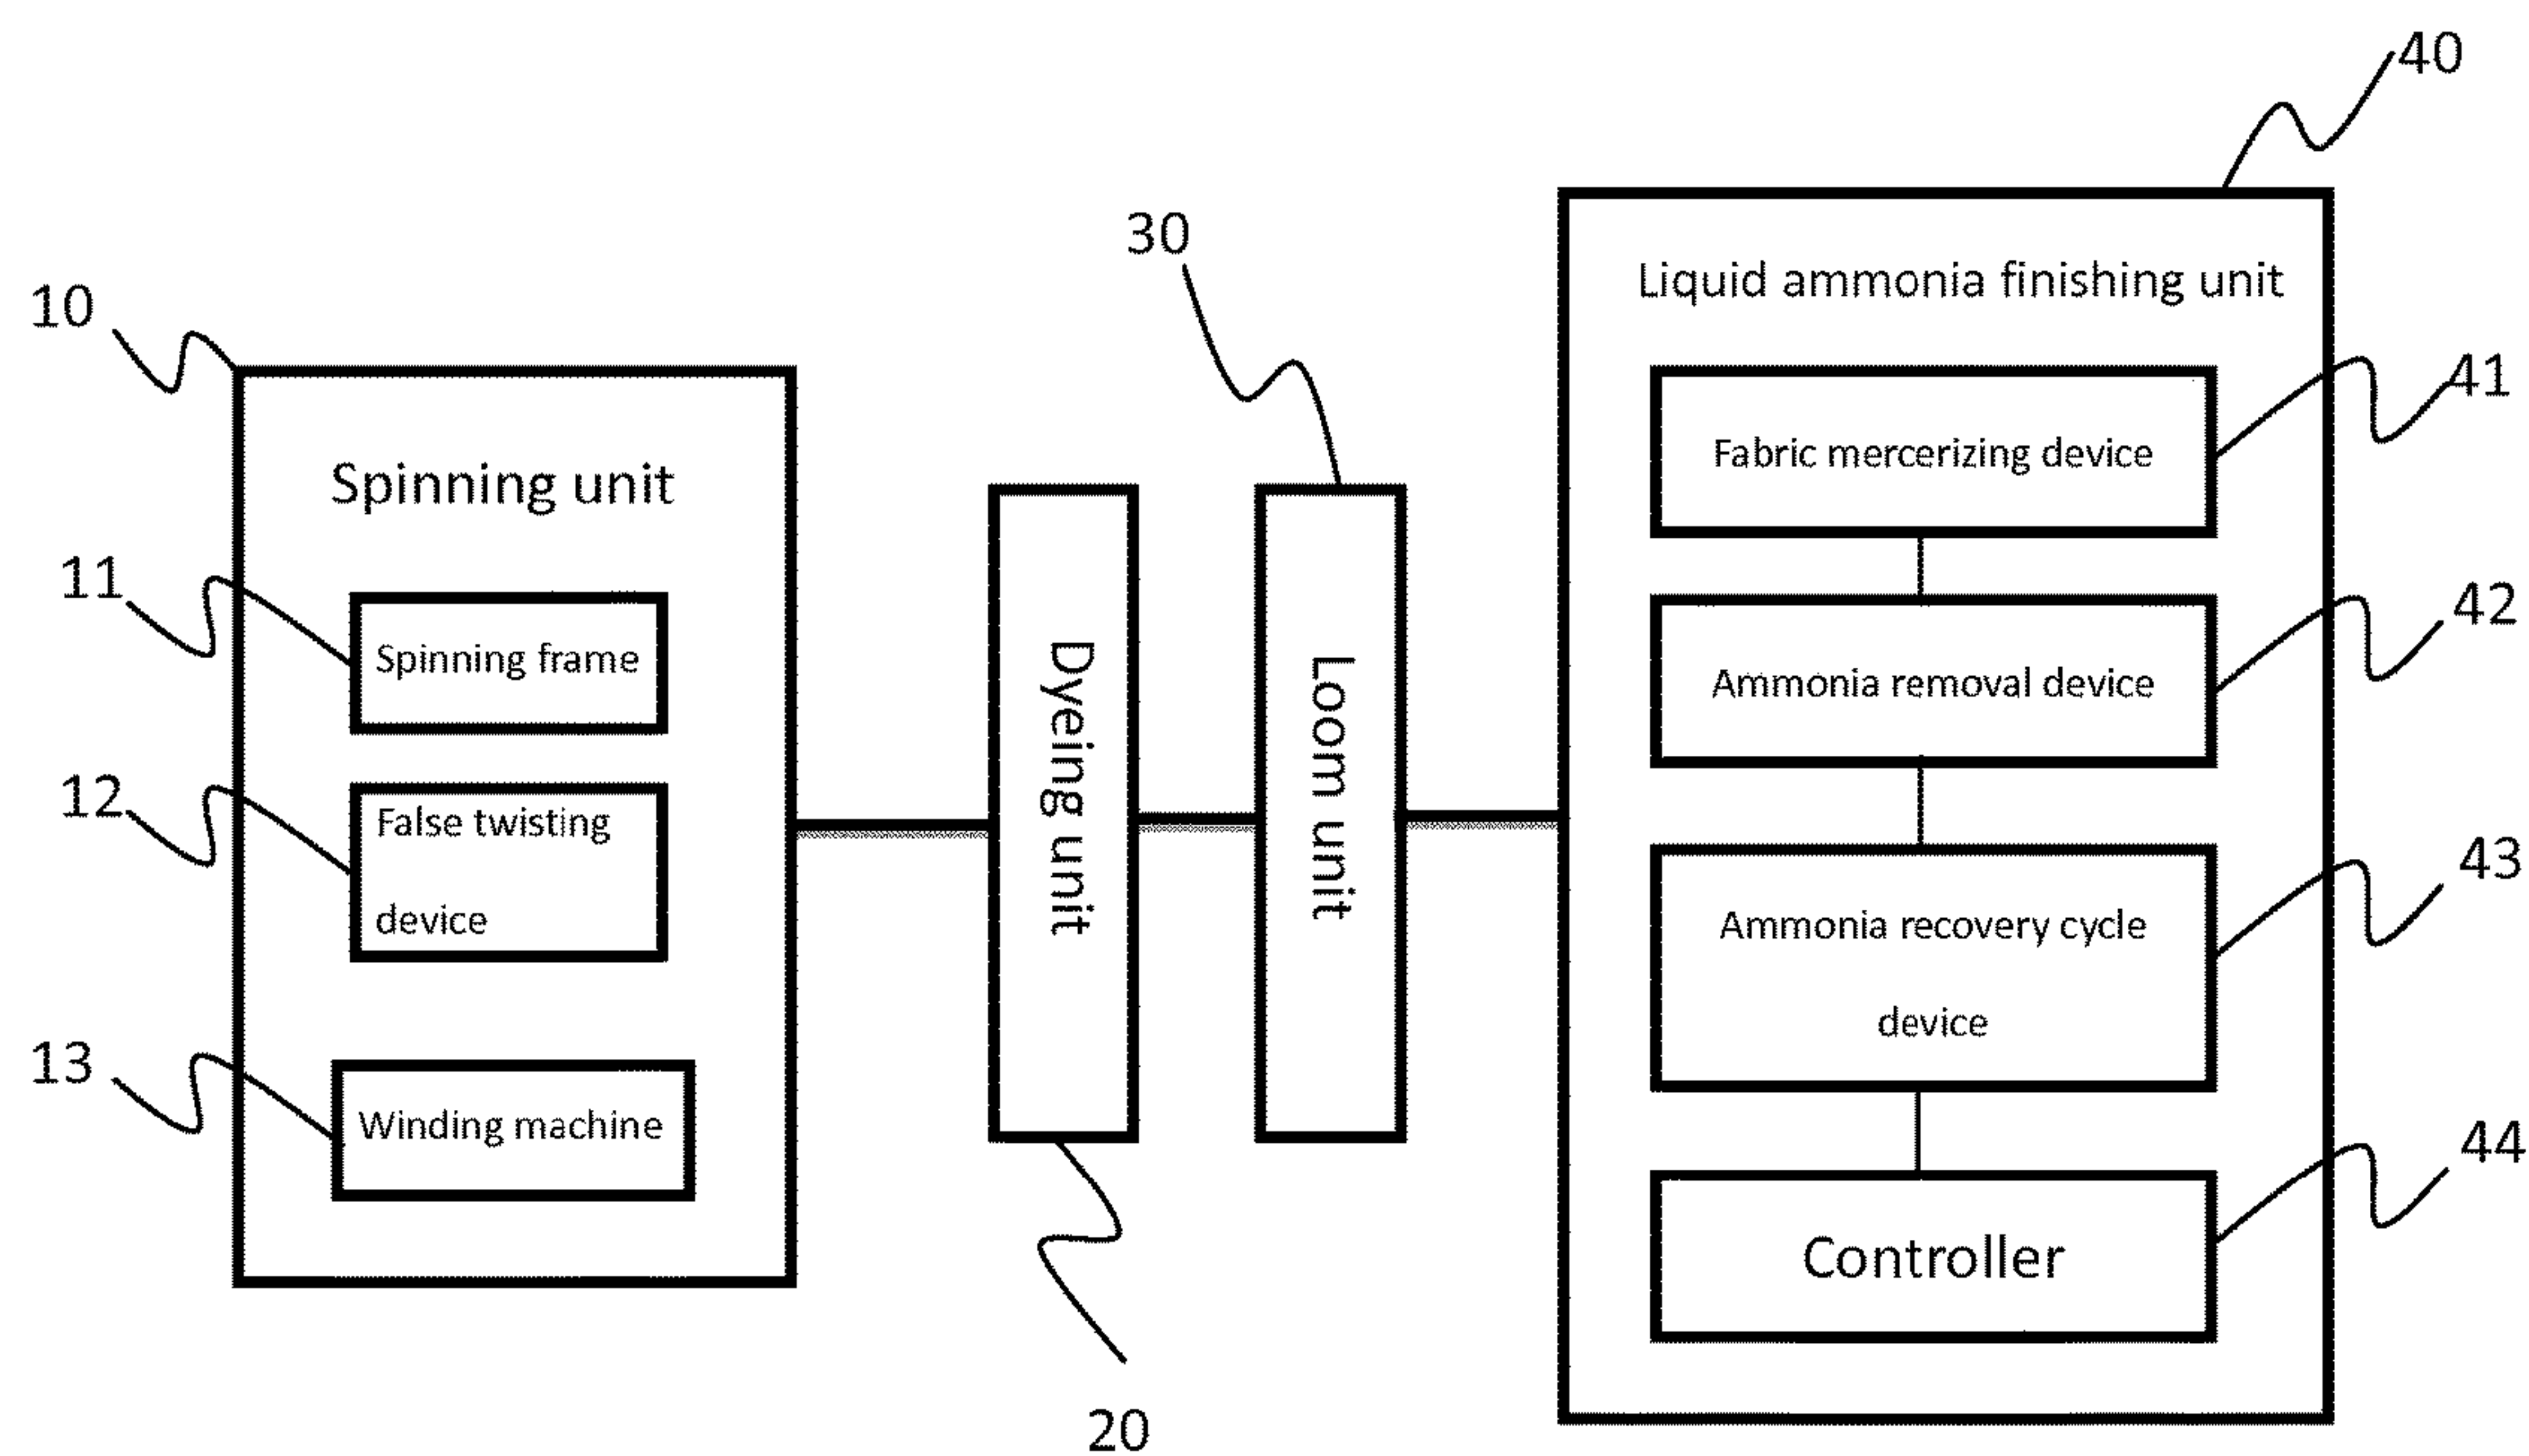 40
30
Liquid ammonia finishing unit
10
41
Fabric mercerizing device
Spinning unit
11
42
Spinning frame
Ammonia removal device
Dyeing unit
Loom unit
12
False twisting
device
43
Ammonia recovery cycle
device
13
Winding machine
44
Controller
20